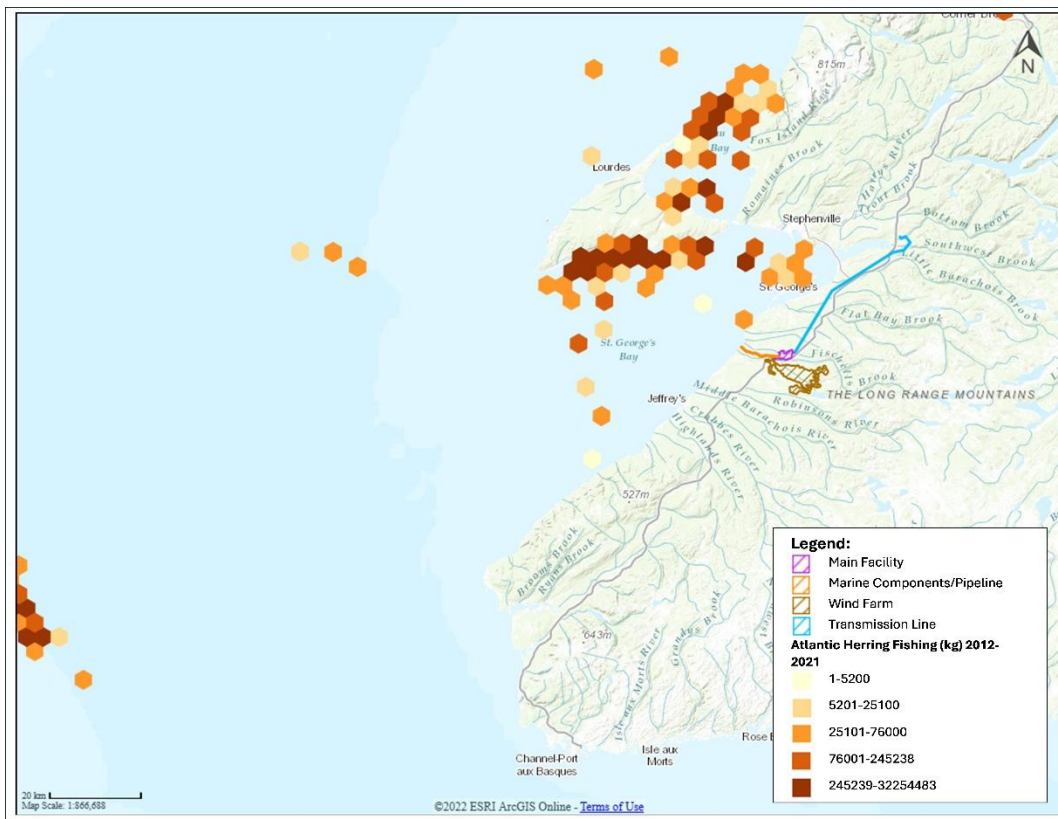 Corner Bro
N
815m
Fox Island River
Bay
Lourdes
Romaines Brook
Harrys River
Trout Brook
Stephenville
Bottom Brook
Southwest Brook
Little Barachois Brook
St. George's
Flat Bay Brook
St. George's
Bay
Fischells
Brook
THE LONG RANGE MOUNTAINS
Jeffrey's
Middle Barachois River
Robinsons River
Crabbes River
Highlands River
527m
Brooms Brook
Ryans Brook
643m
Isle aux Morts River
Grandys Brook
Channel-Port
aux Basques
Isle aux
Morts
Legend:
Main Facility
Marine Components/Pipeline
Wind Farm
Transmission Line
Atlantic Herring Fishing (kg) 2012-
2021
1-5200
5201-25100
25101-76000
76001-245238
245239-32254483
20 km
Map Scale: 1:866,688
©2022 ESRI ArcGIS Online - Terms of Use